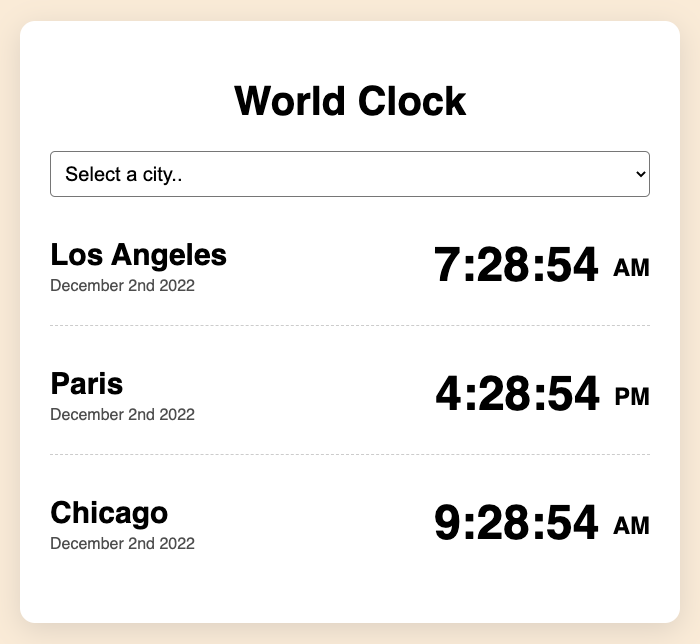 World Clock
Select a city..
Los Angeles
7:28:54 AM
December 2nd 2022
Paris
4:28:54 PM
December 2nd 2022
Chicago
9:28:54 AM
December 2nd 2022